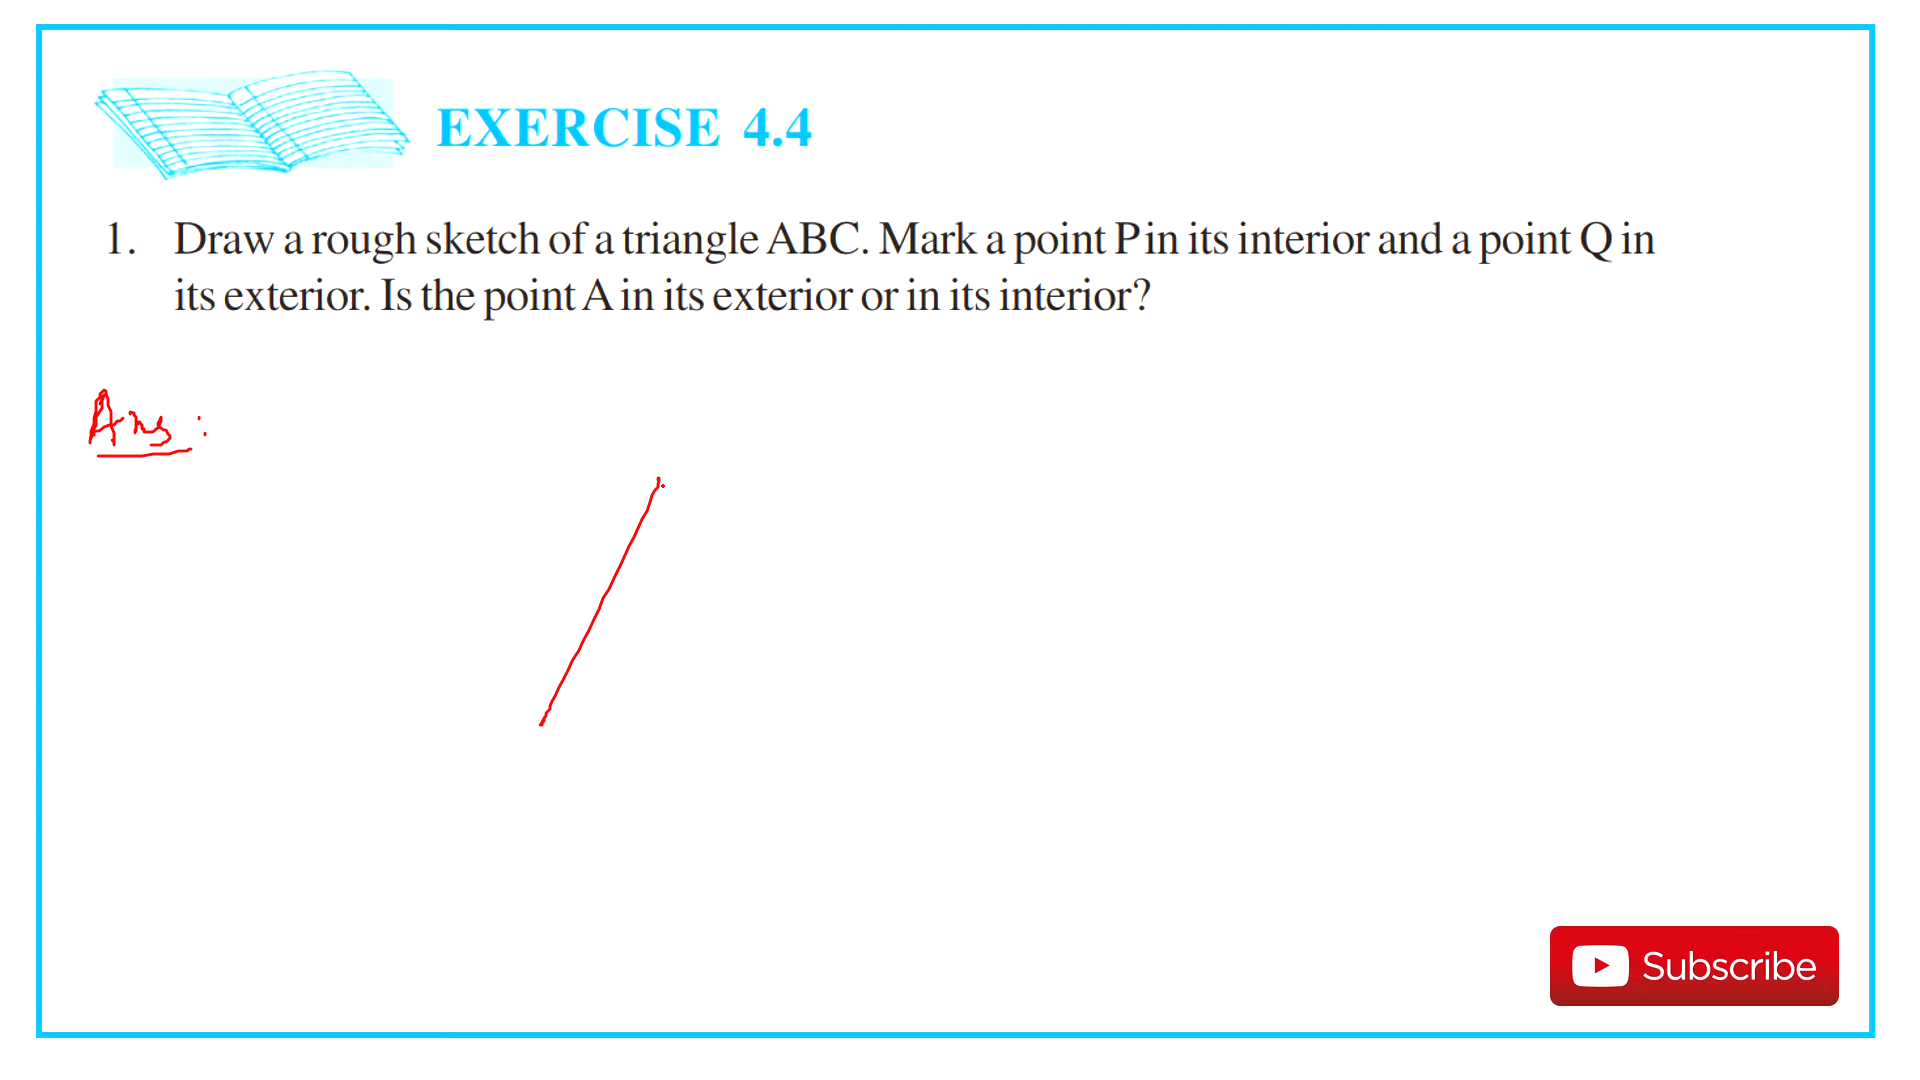 EXERCISE 4.4
1. Draw a rough sketch of a triangle ABC. Mark a point P in its interior and a point Q in
its exterior. Is the point A in its exterior or in its interior?
Ans :
Subscribe